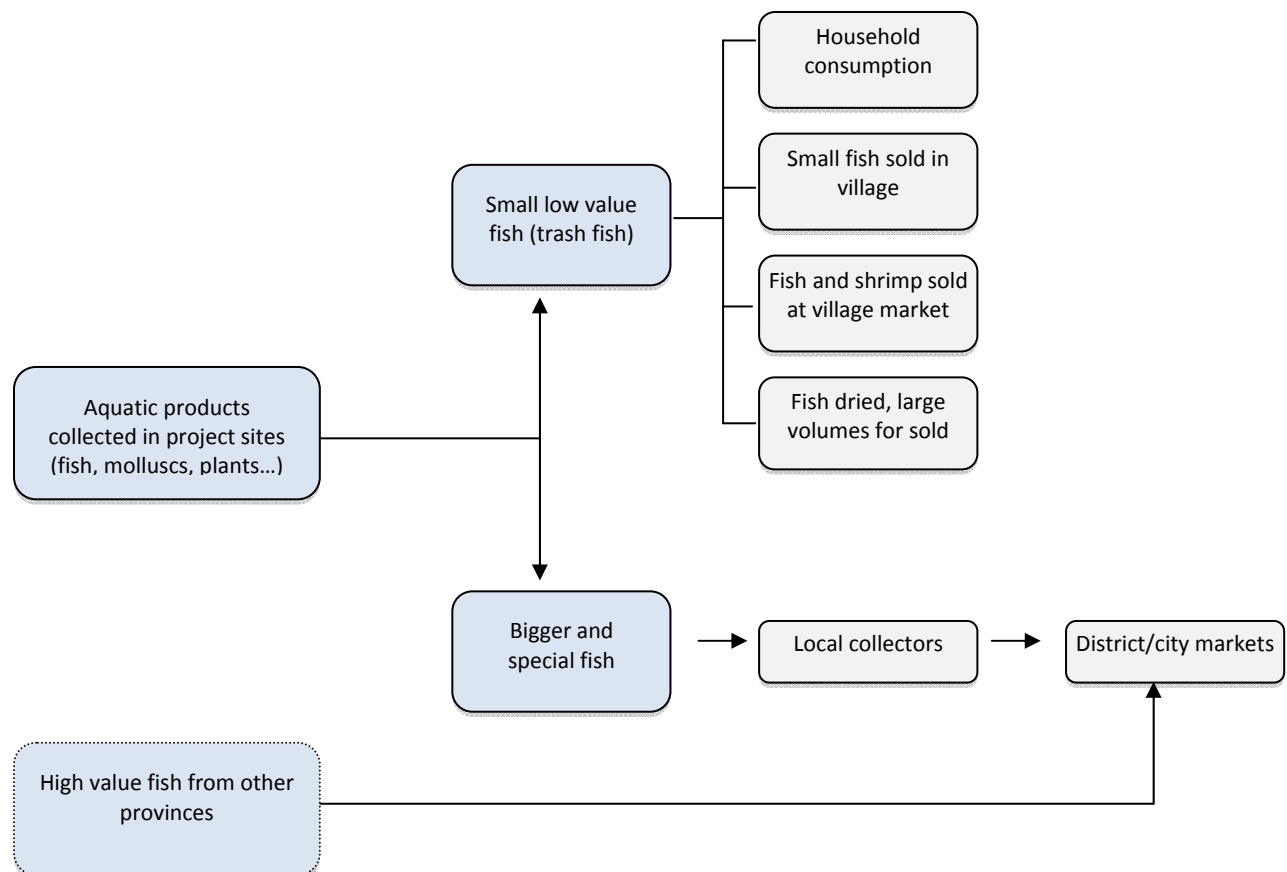 Household
consumption
Small fish sold in
village
Small low value
fish (trash fish)
Fish and shrimp sold
at village market
Fish dried, large
volumes for sold
Aquatic products
collected in project sites
(fish, molluscs, plants…)
Bigger and
special fish
Local collectors
District/city markets
High value fish from other
provinces